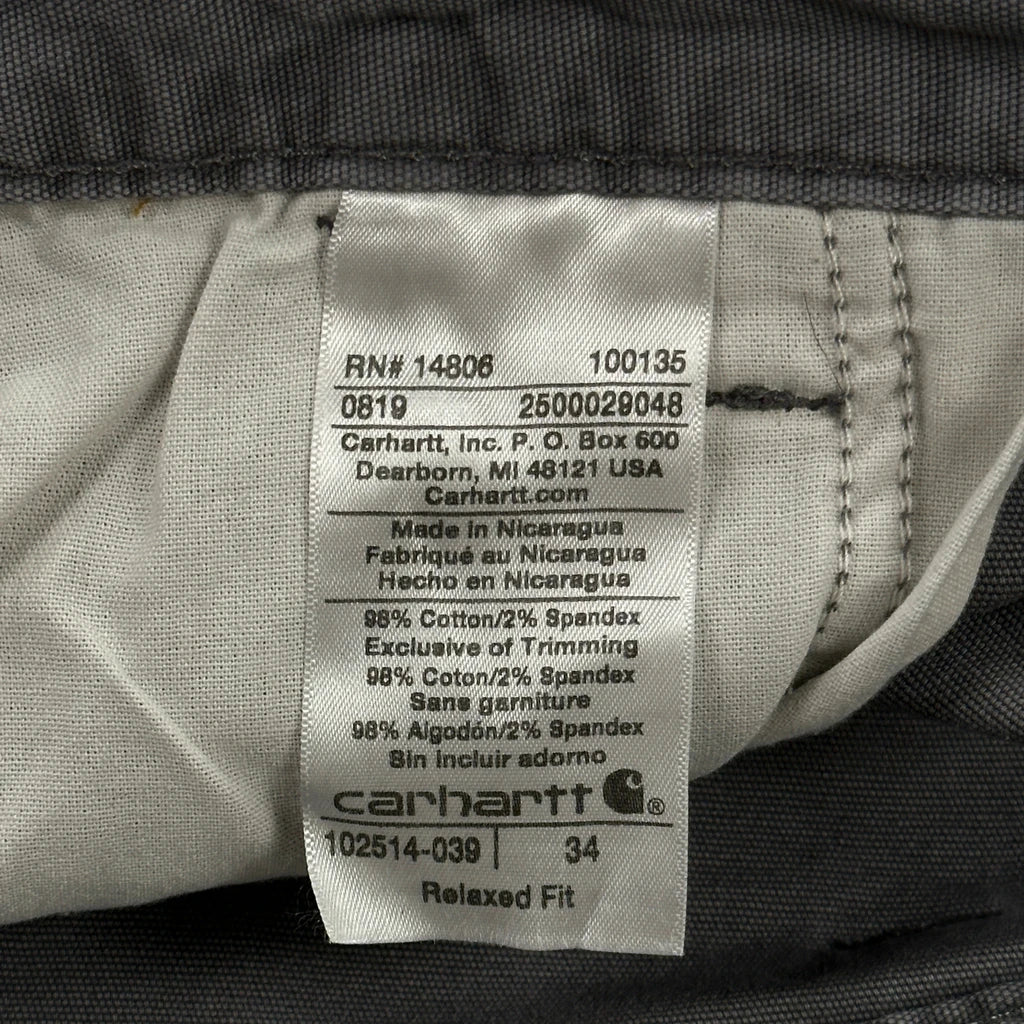 RN# 14806 100135
0819 2500029048
Carhartt, Inc. P. O. Box 600
Dearborn, MI 48121 USA
Carhartt.com
Made in Nicaragua
Fabriqué au Nicaragua
Hecho en Nicaragua
98% Cotton/2% Spandex
Exclusive of Trimming
98% Coton/2% Spandex
Sans garniture
98% Algodón/2% Spandex
Sin incluir adorno
carhartt ®
102514-039 | 34
Relaxed Fit